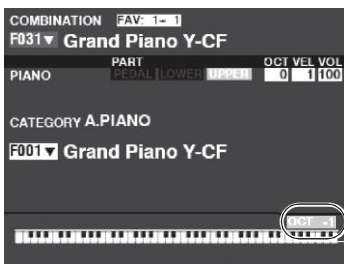 COMBINATION FAV: 1- 1
F031▼ Grand Piano Y-CF
PART OCT VEL VOL
PIANO PEDAL LOWER UPPER 0 1 100
CATEGORY A.PIANO
F001▼ Grand Piano Y-CF
OCT -1